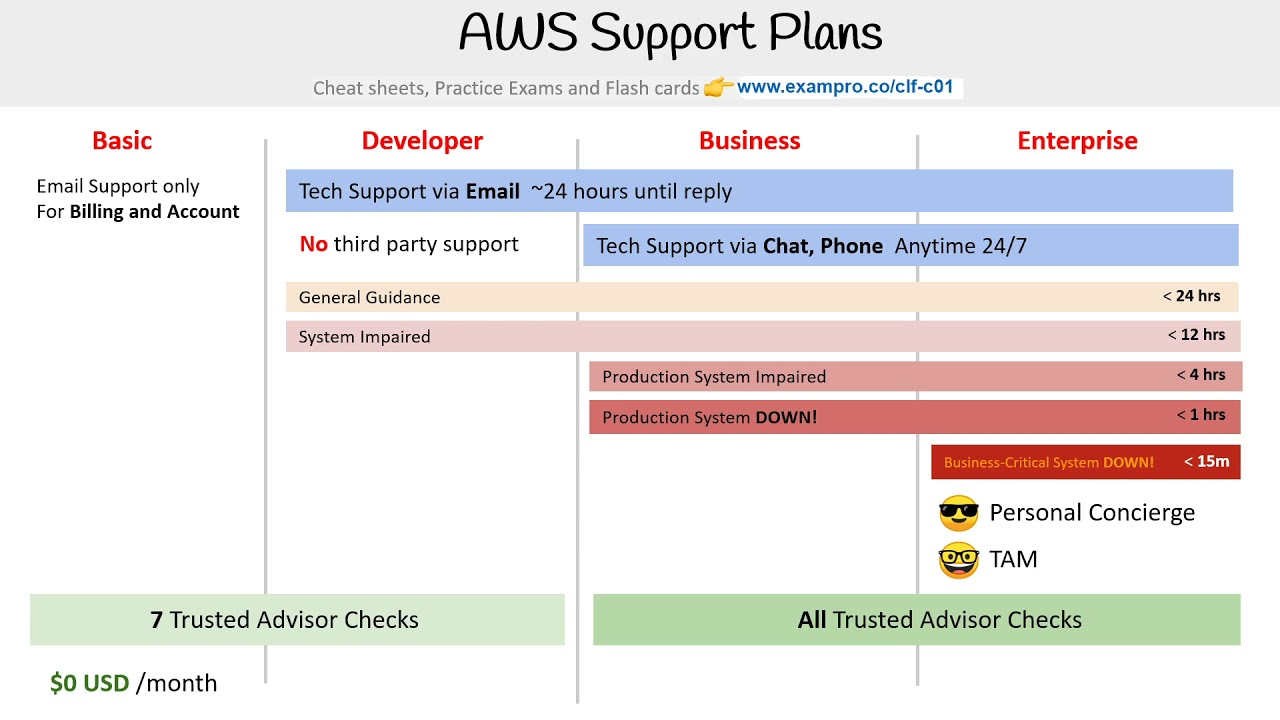 AWS Support Plans
Cheat sheets, Practice Exams and Flash cards 👉 www.exampro.co/clf-c01
Basic
Developer
Business
Enterprise
Email Support only
For Billing and Account
Tech Support via Email ~24 hours until reply
No third party support
Tech Support via Chat, Phone Anytime 24/7
General Guidance < 24 hrs
System Impaired < 12 hrs
Production System Impaired < 4 hrs
Production System DOWN! < 1 hrs
Business-Critical System DOWN! < 15m
😎 Personal Concierge
🤓 TAM
7 Trusted Advisor Checks
All Trusted Advisor Checks
$0 USD /month